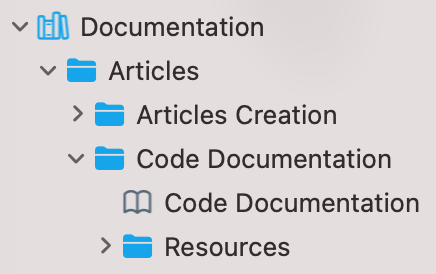 Documentation
Articles
Articles Creation
Code Documentation
Code Documentation
Resources